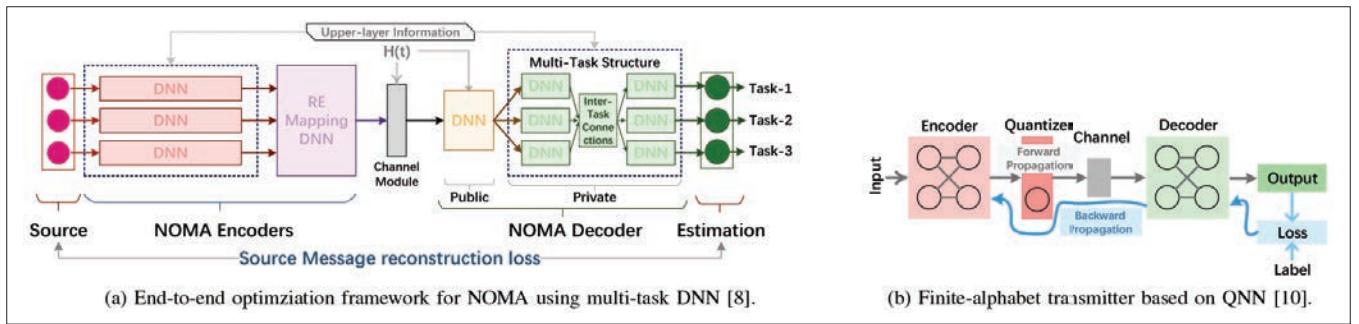 Upper-layer Information
H(t)
Multi-Task Structure
DNN
DNN
DNN
RE
Mapping
DNN
Channel
Module
DNN
DNN
DNN
DNN
Inter-
Task
Conne
ctions
DNN
DNN
DNN
Task-1
Task-2
Task-3
Public
Private
Source
NOMA Encoders
NOMA Decoder
Estimation
Source Message reconstruction loss
(a) End-to-end optimziation framework for NOMA using multi-task DNN [8].
Input
Encoder
Quantizer
Channel
Decoder
Forward
Propagation
Backward
Propagation
Output
Loss
Label
(b) Finite-alphabet transmitter based on QNN [10].